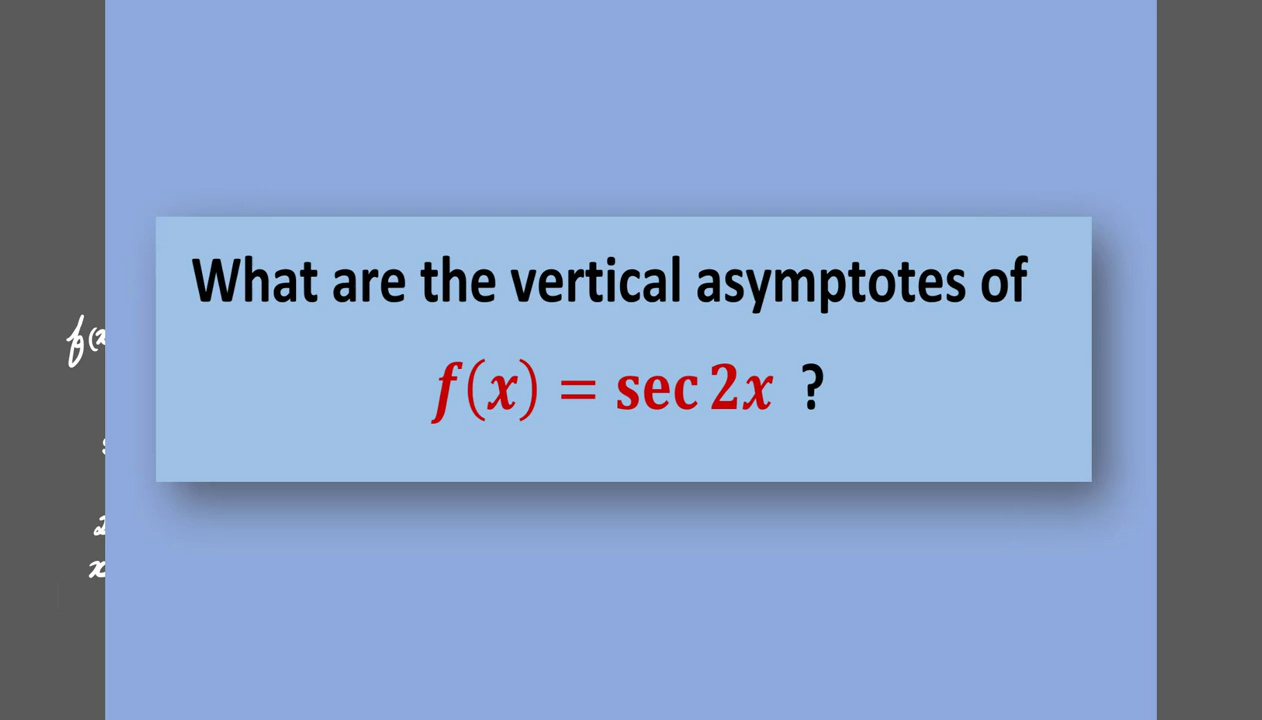 What are the vertical asymptotes of
f(x) = sec 2x ?
f(x
x